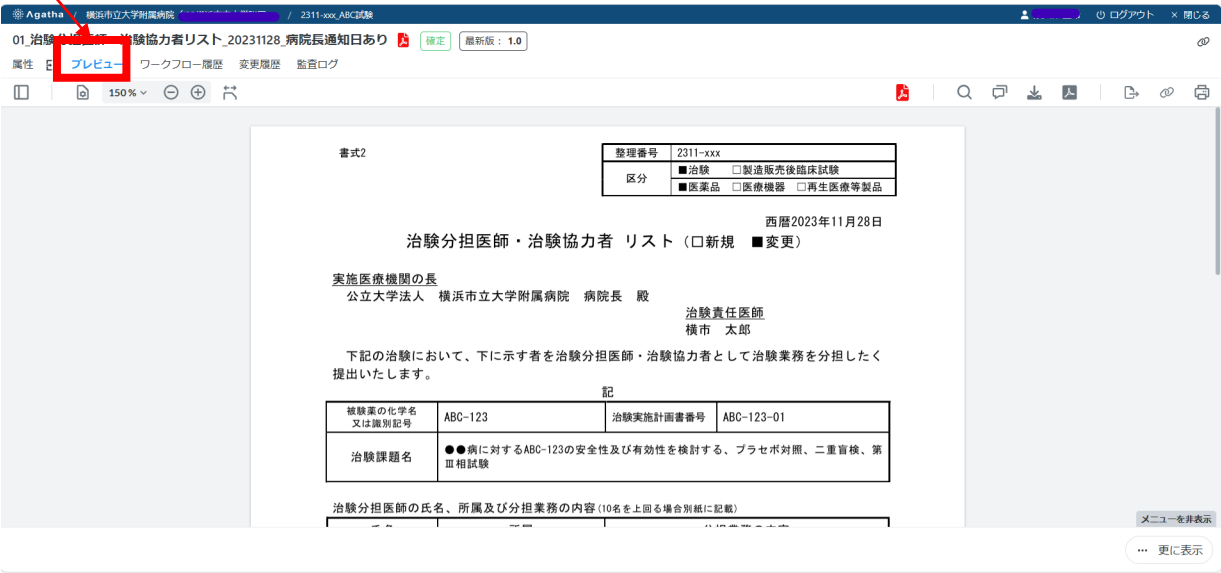 Agatha / 横浜市立大学附属病院 / 2311-xxx_ABC試験 ログアウト × 閉じる
01_治験分担医師・治験協力者リスト_20231128_病院長通知日あり 確定 最新版： 1.0
属性 プレビュー ワークフロー履歴 変更履歴 監査ログ
150%
書式2
整理番号 2311-xxx
区分 ■治験 □製造販売後臨床試験
■医薬品 □医療機器 □再生医療等製品
西暦2023年11月28日
治験分担医師・治験協力者 リスト（□新規 ■変更）
実施医療機関の長
公立大学法人 横浜市立大学附属病院 病院長 殿
治験責任医師
横市 太郎
下記の治験において、下に示す者を治験分担医師・治験協力者として治験業務を分担したく
提出いたします。
記
被験薬の化学名
又は識別記号 ABC-123 治験実施計画書番号 ABC-123-01
治験課題名 ●●病に対するABC-123の安全性及び有効性を検討する、プラセボ対照、二重盲検、第
Ⅲ相試験
治験分担医師の氏名、所属及び分担業務の内容(10名を上回る場合別紙に記載)
メニューを非表示
... 更に表示